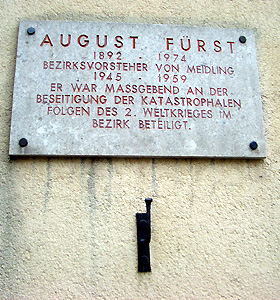 AUGUST FÜRST
1892 1974
BEZIRKSVORSTEHER VON MEIDLING
1945 - 1959
ER WAR MASSGEBEND AN DER
BESEITIGUNG DER KATASTROPHALEN
FOLGEN DES 2. WELTKRIEGES IM
BEZIRK BETEILIGT.